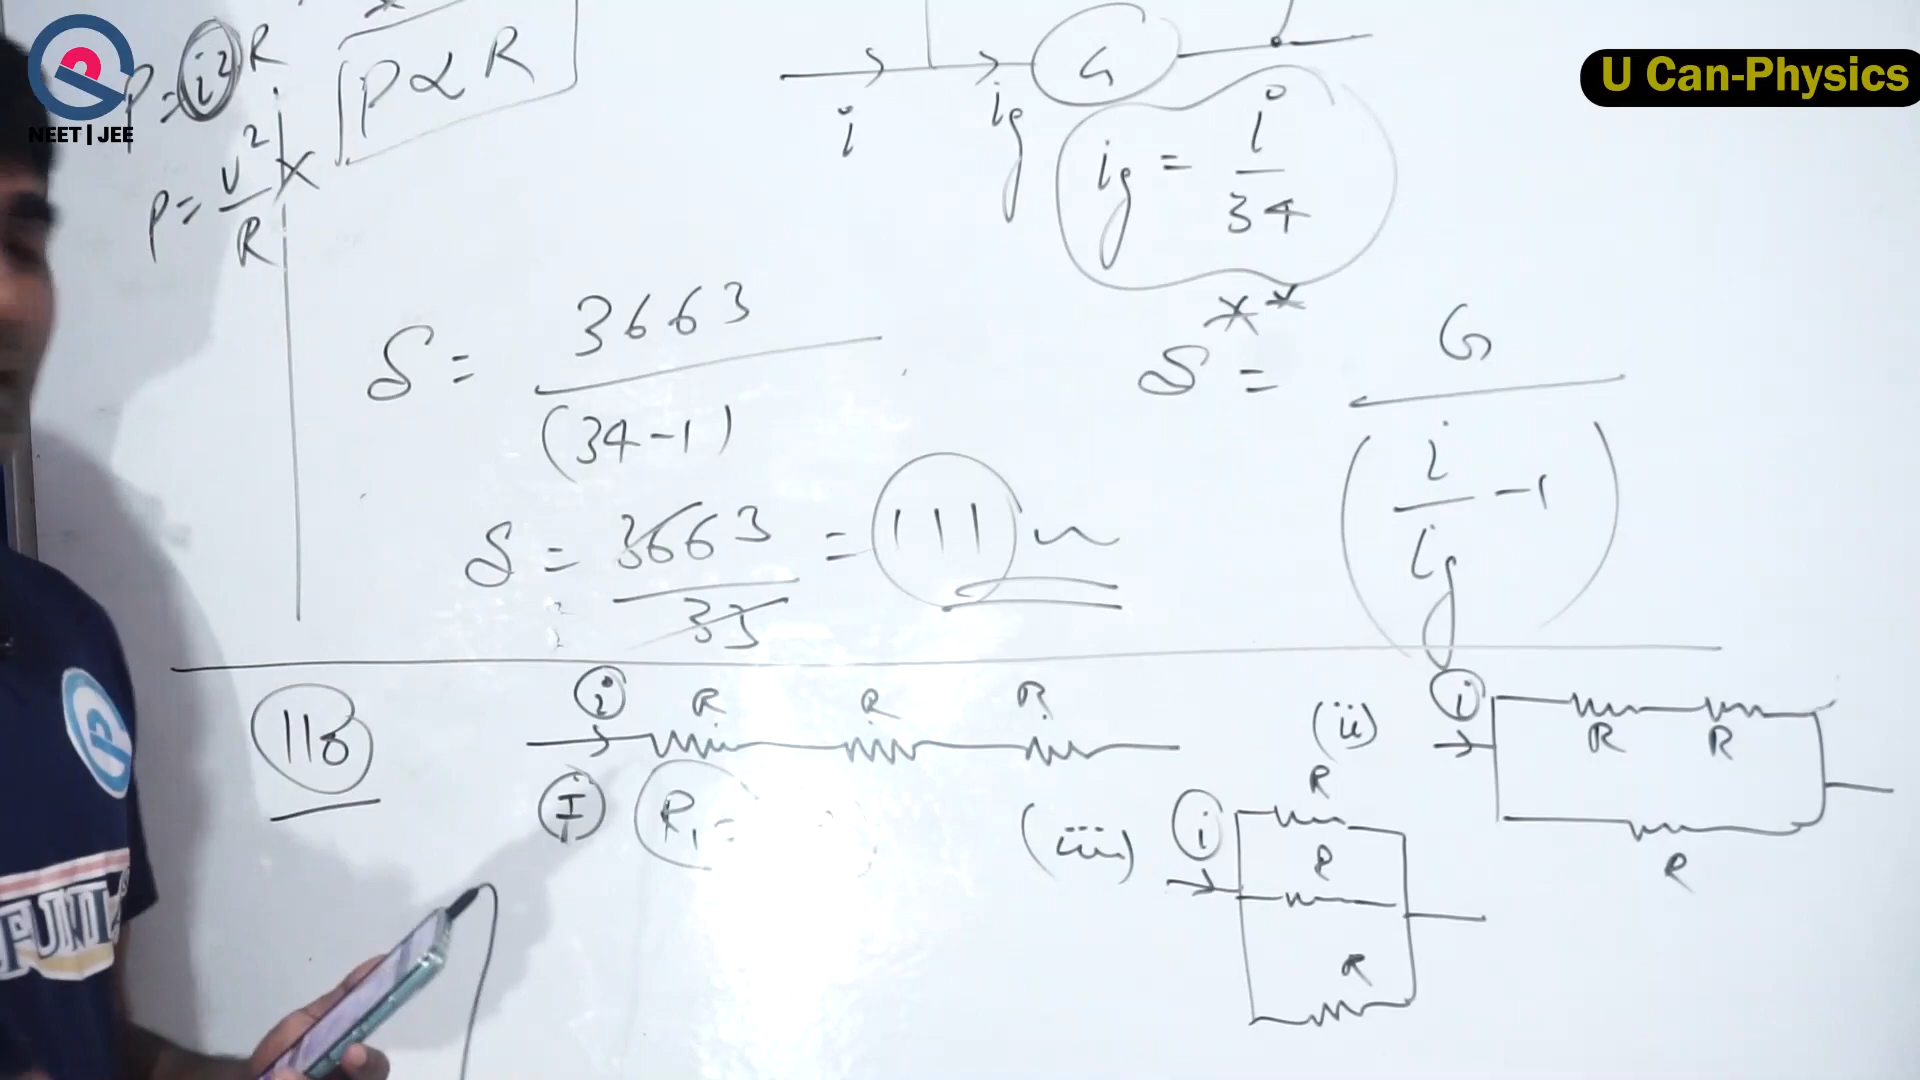 P = i²R
P ∝ R
NEET | JEE
P = V²/R
U Can-Physics
G
i
ig
ig = i/34
S = 3663/(34-1)
**
S = G/(i/ig - 1)
S = 3663/33 = 111 Ω
118
i R R R
I R₁ =
(ii) i R R
R
(iii) i R
R
R
PUNI